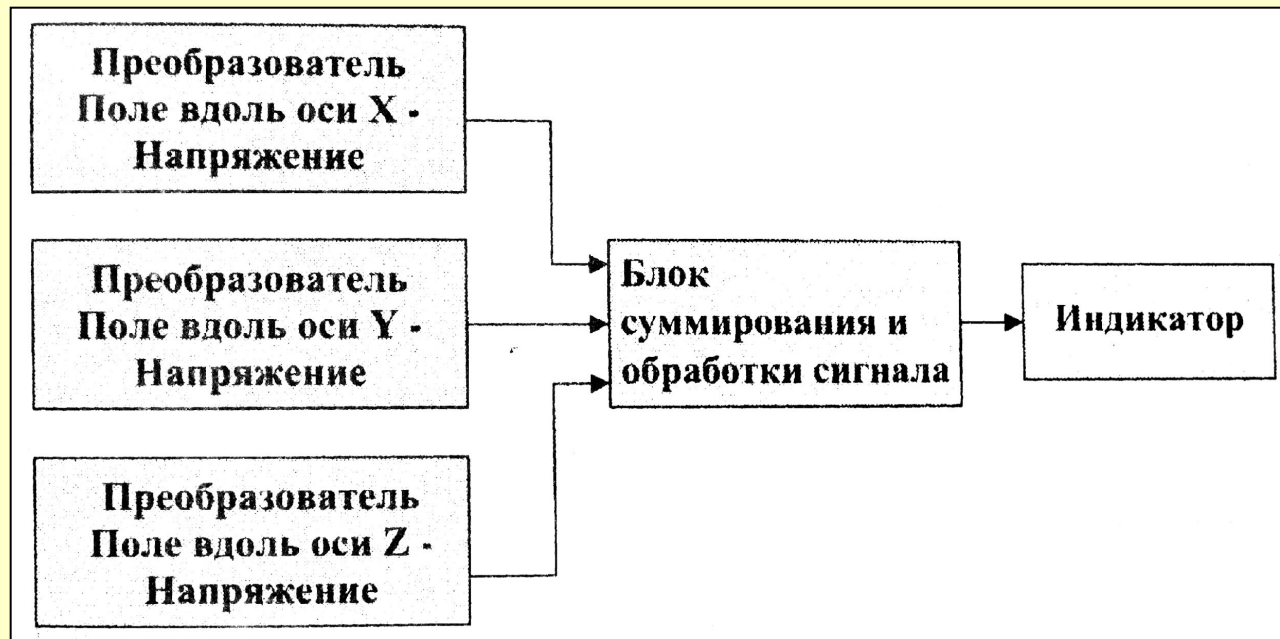 Преобразователь
Поле вдоль оси X -
Напряжение
Преобразователь
Поле вдоль оси Y -
Напряжение
Преобразователь
Поле вдоль оси Z -
Напряжение
Блок
суммирования и
обработки сигнала
Индикатор